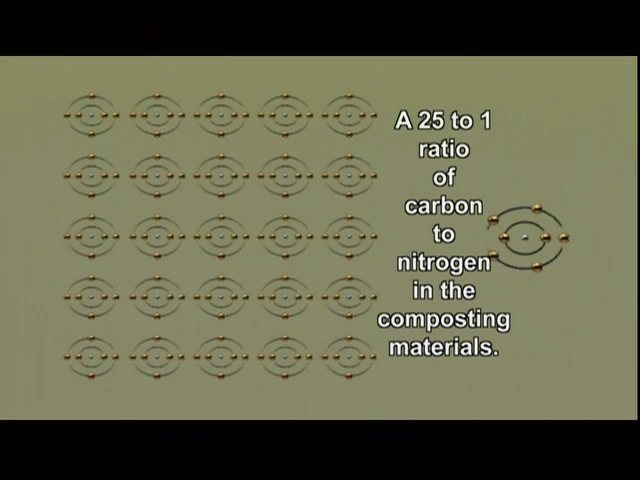 A 25 to 1
ratio
of
carbon
to
nitrogen
in the
composting
materials.